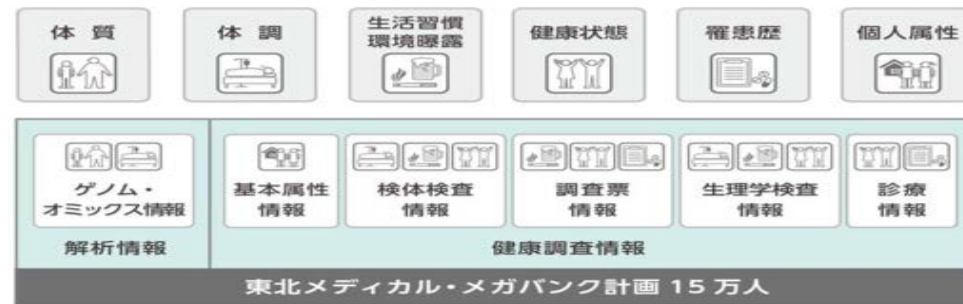 体質
体調
生活習慣
環境曝露
健康状態
罹患歴
個人属性
ゲノム・
オミックス情報
基本属性
情報
検体検査
情報
調査票
情報
生理学検査
情報
診療
情報
解析情報
健康調査情報
東北メディカル・メガバンク計画 15万人